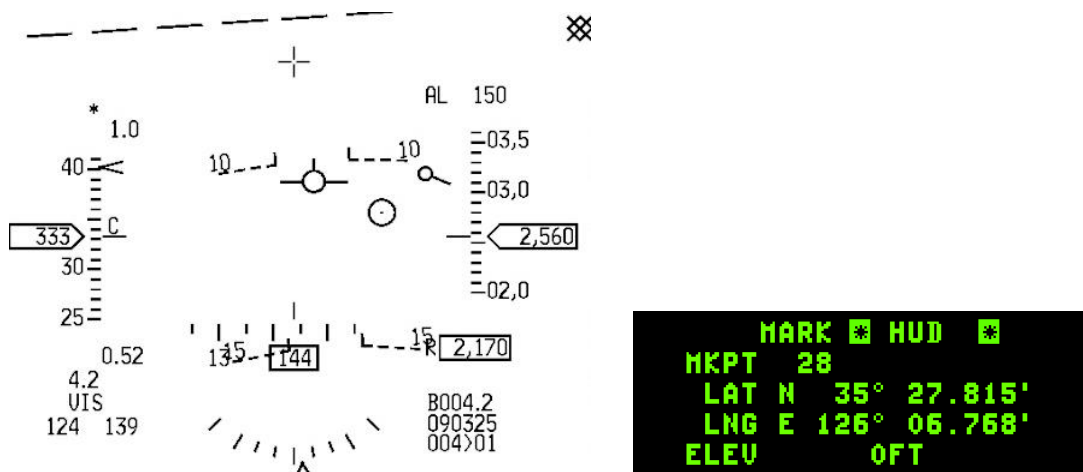 AL 150
*
1.0
40
C
333
30
25
10 10
03,5
03,0
2,560
02,0
15 15
R 2,170
13 144
0.52
4.2
VIS
124 139
B004.2
090325
004>01
MARK * HUD *
MKPT 28
LAT N 35° 27.815'
LNG E 126° 06.768'
ELEV 0FT